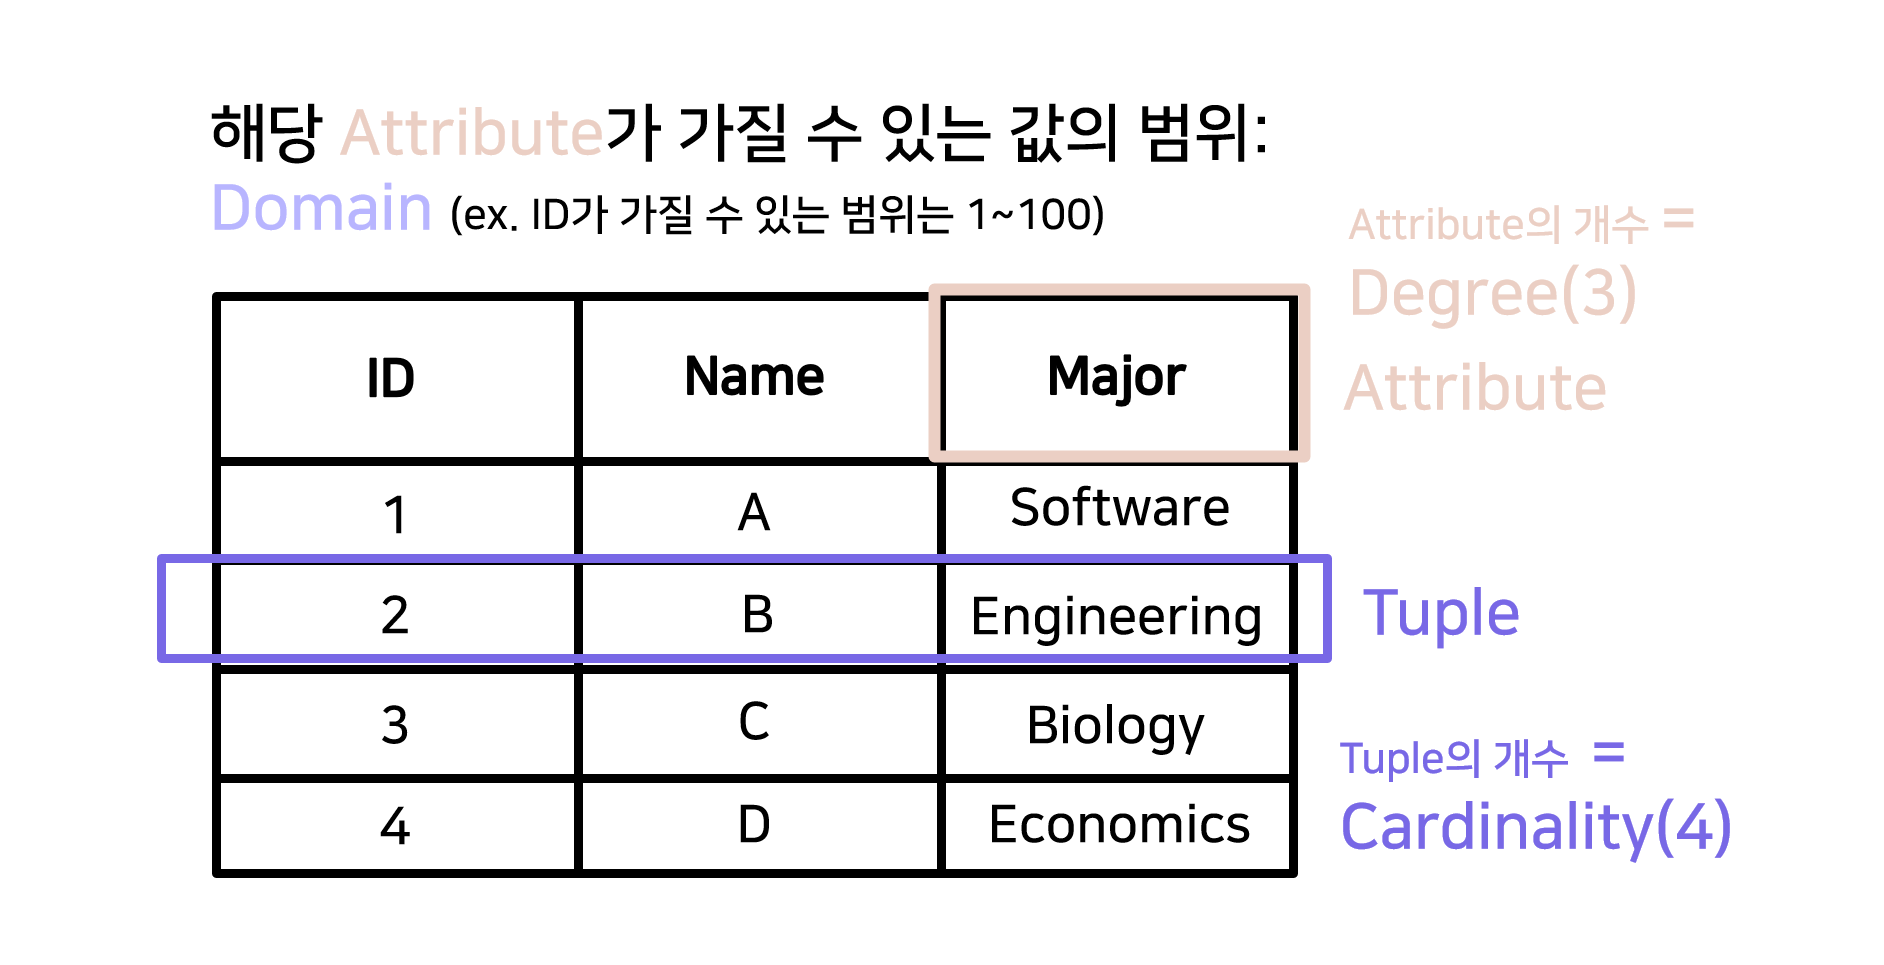 해당 Attribute가 가질 수 있는 값의 범위:
Domain (ex. ID가 가질 수 있는 범위는 1~100)
Attribute의 개수 =
Degree(3)
Attribute
ID Name Major
1 A Software
2 B Engineering
Tuple
3 C Biology
Tuple의 개수 =
Cardinality(4)
4 D Economics